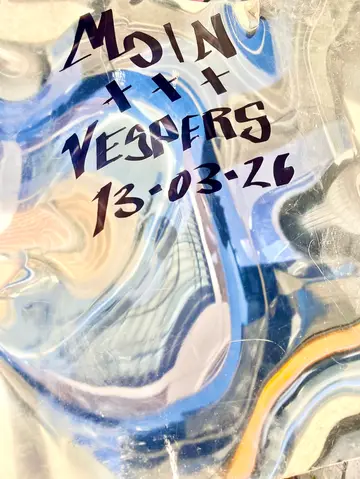 MOIN
+++
VESPERS
13-03-26